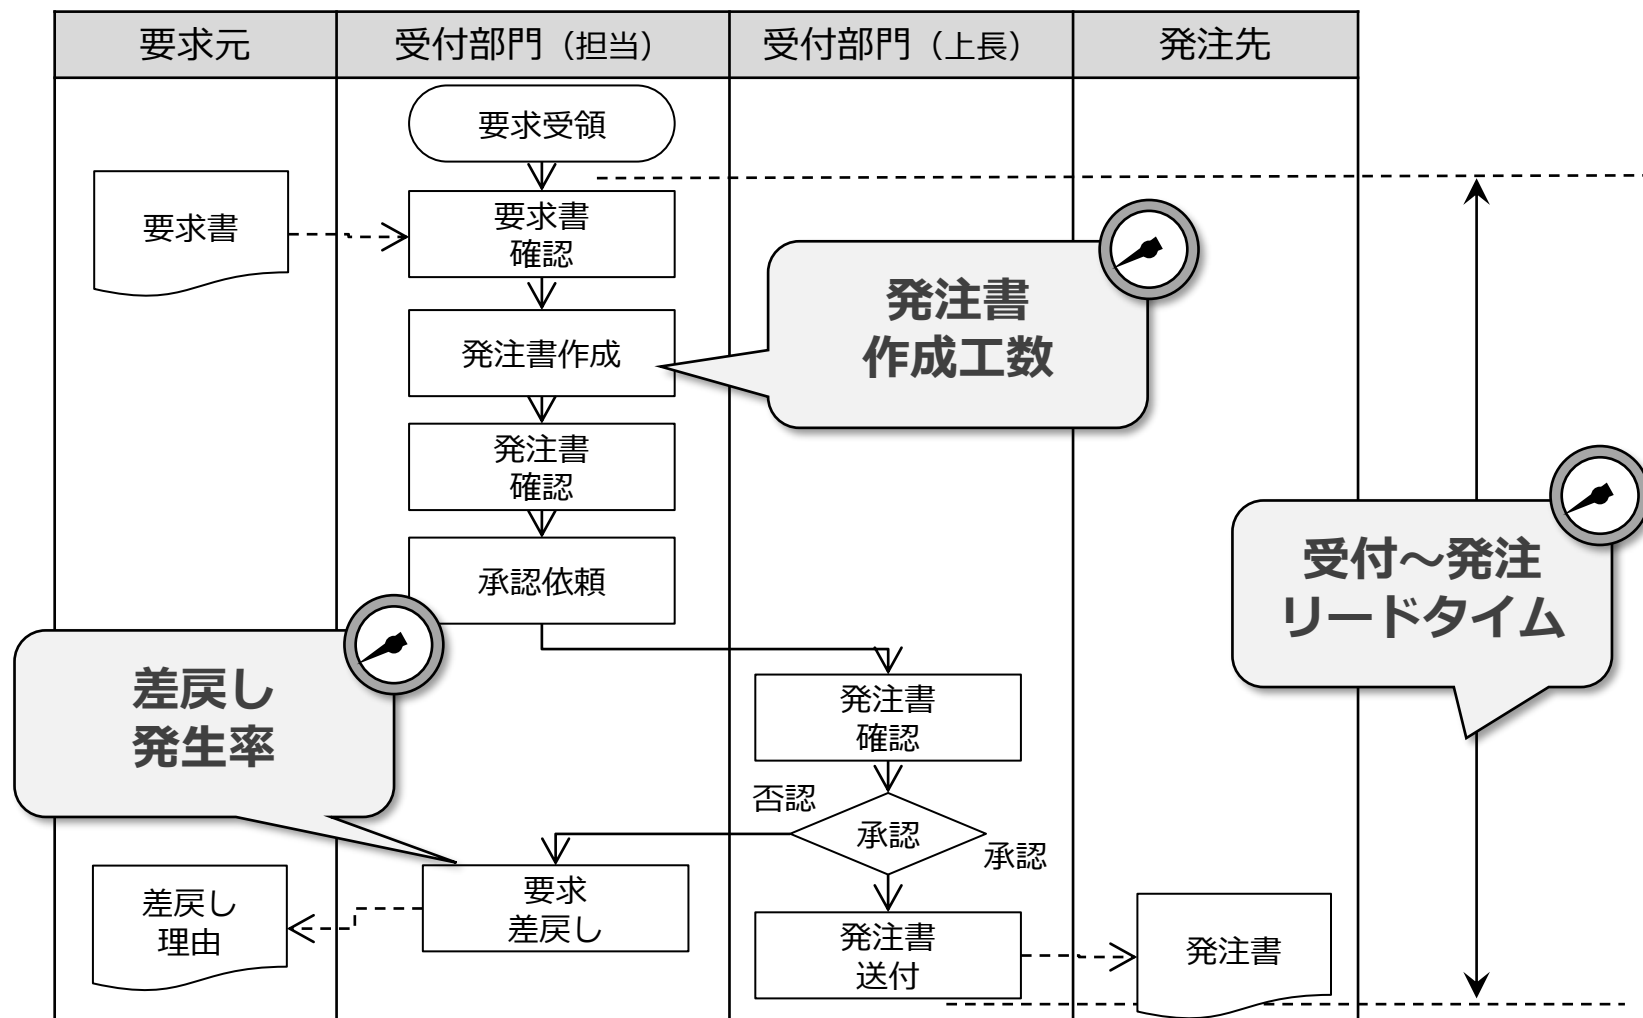 要求元
受付部門（担当）
受付部門（上長）
発注先
要求受領
要求書
要求書
確認
発注書
作成工数
発注書作成
発注書
確認
受付～発注
リードタイム
承認依頼
差戻し
発生率
発注書
確認
否認
承認
承認
差戻し
理由
要求
差戻し
発注書
送付
発注書